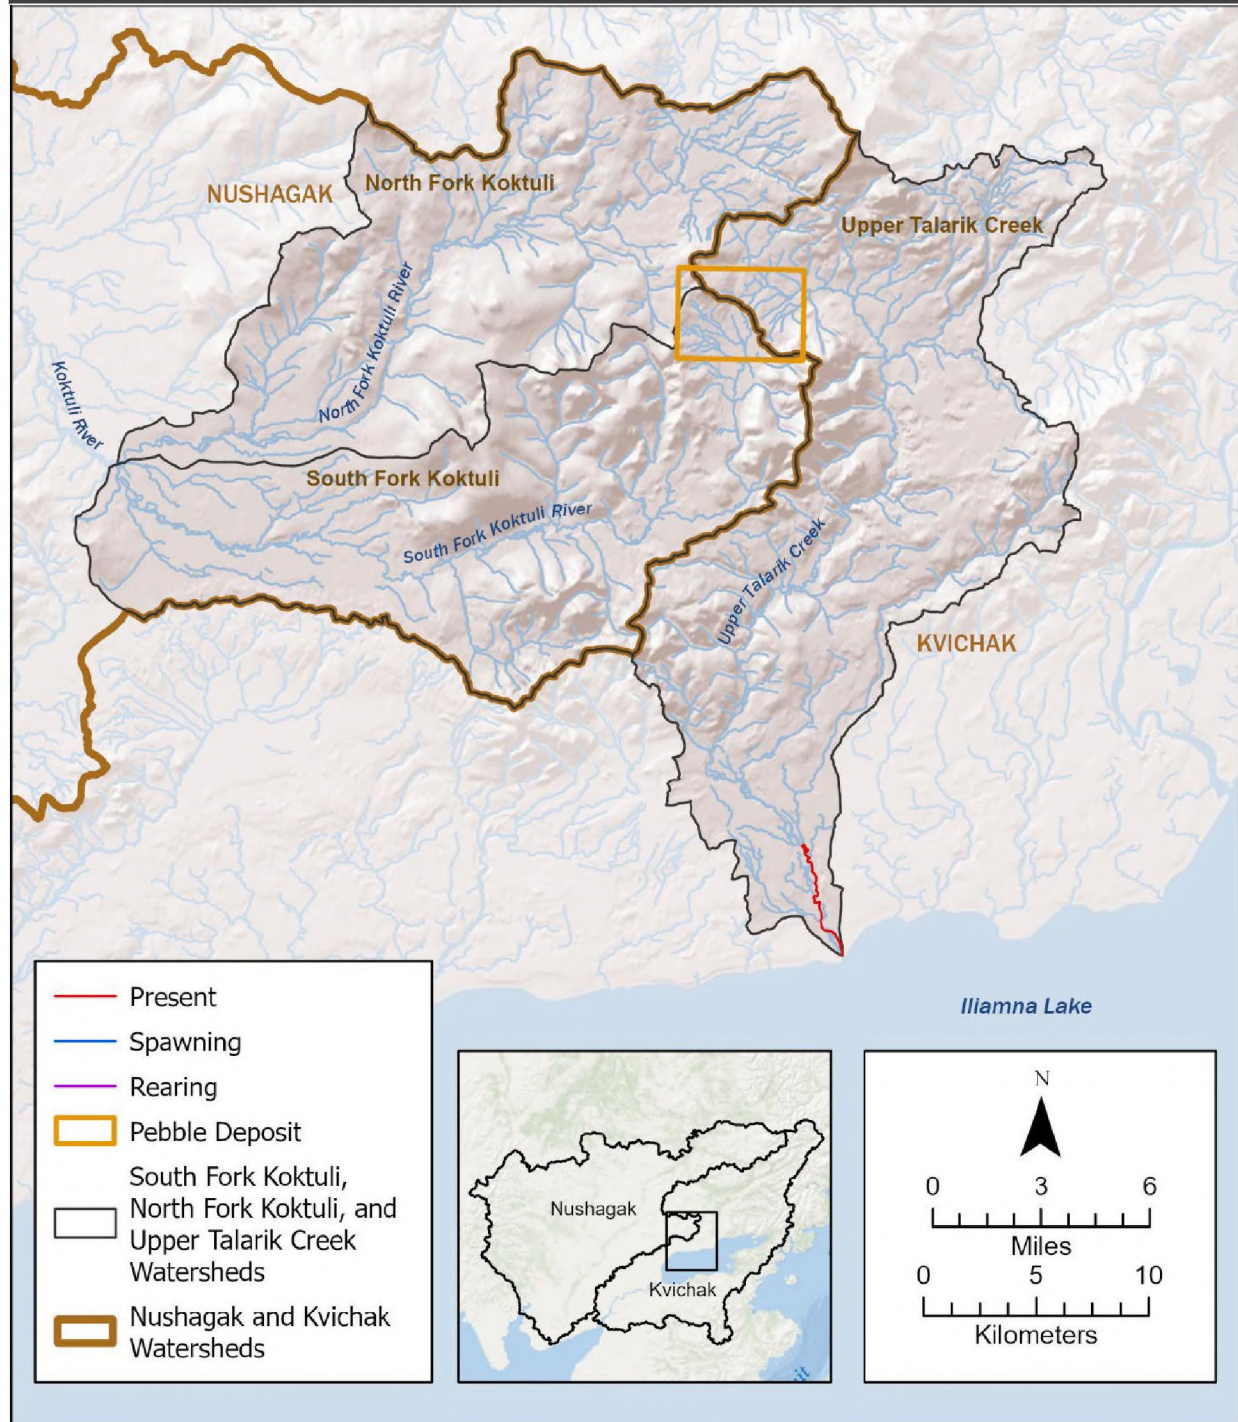 NUSHAGAK
North Fork Koktuli
Upper Talarik Creek
North Fork Koktuli River
Koktuli River
South Fork Koktuli
South Fork Koktuli River
Upper Talarik Creek
KVICHAK
Iliamna Lake
Present
Spawning
Rearing
Pebble Deposit
South Fork Koktuli,
North Fork Koktuli, and
Upper Talarik Creek
Watersheds
Nushagak and Kvichak
Watersheds
Nushagak
Kvichak
N
0 3 6
Miles
0 5 10
Kilometers